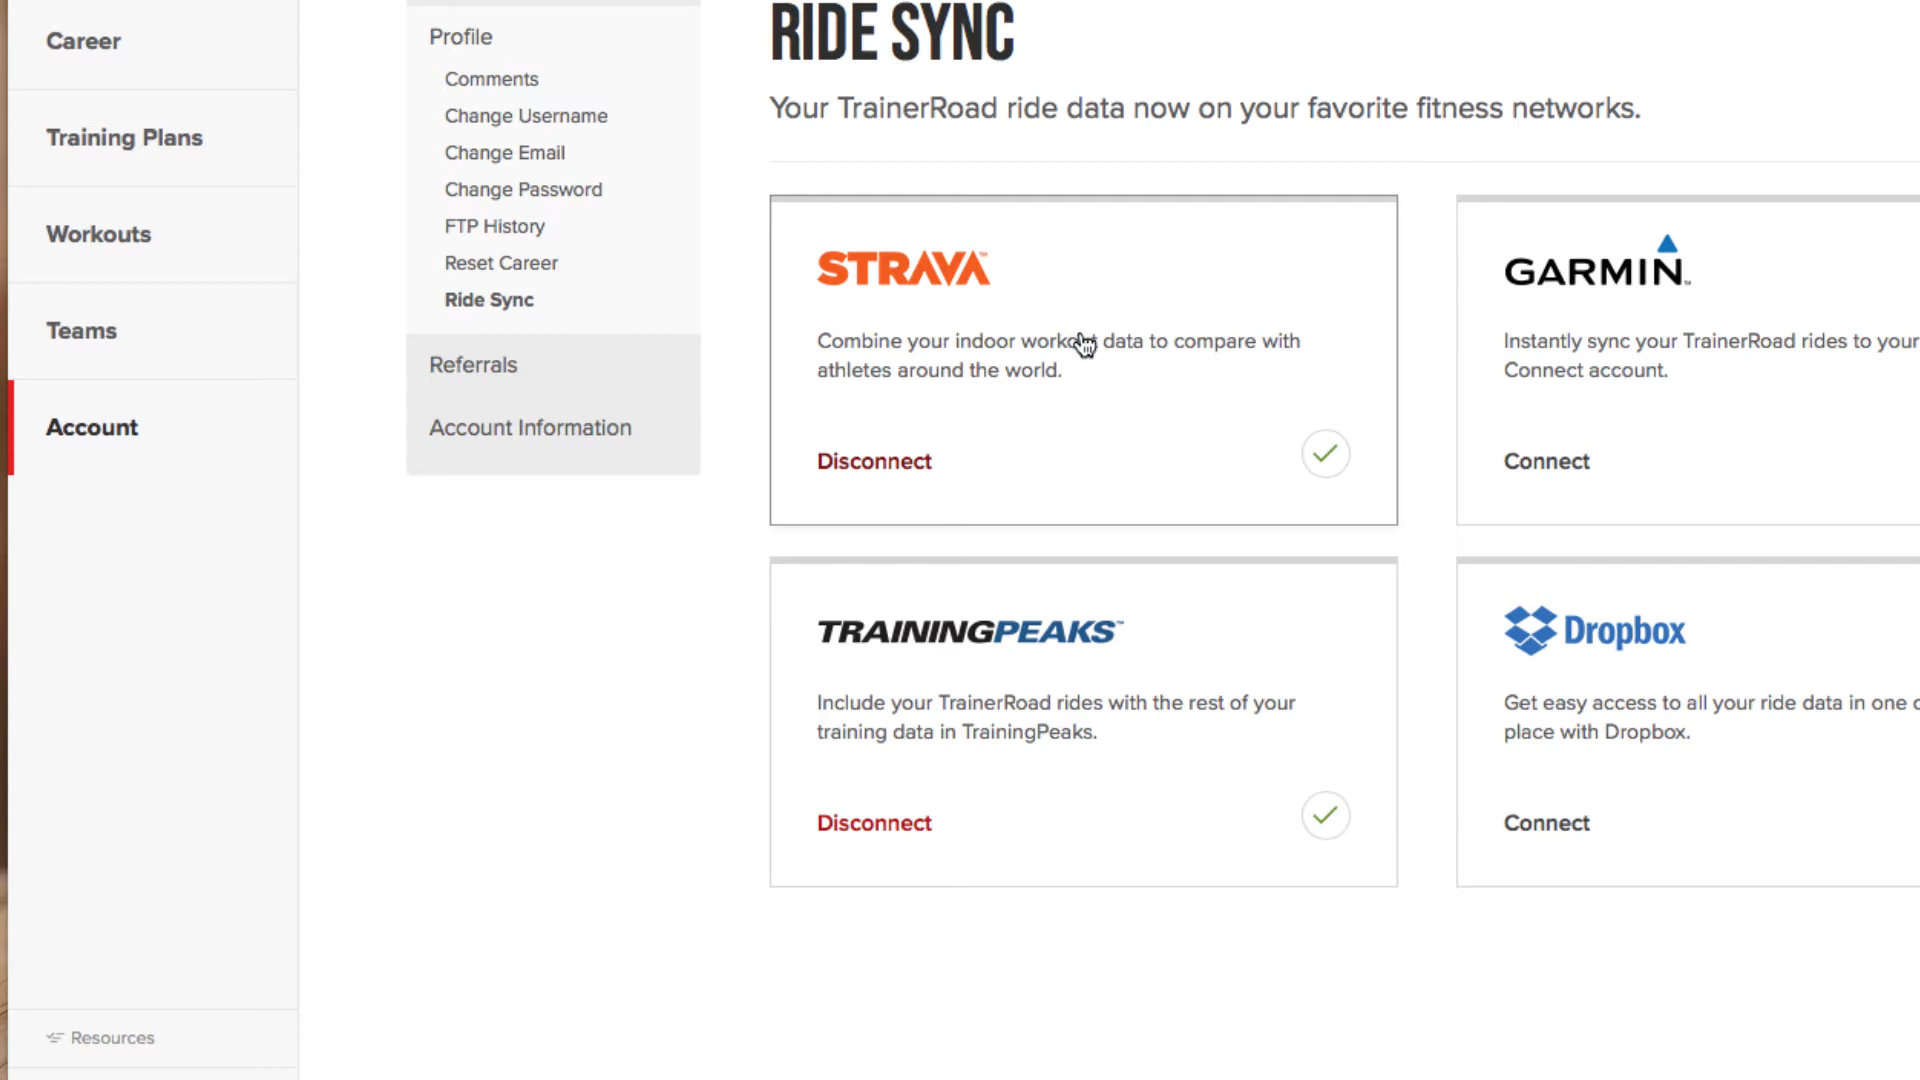 Career
Training Plans
Workouts
Teams
Account
Resources
Profile
Comments
Change Username
Change Email
Change Password
FTP History
Reset Career
Ride Sync
Referrals
Account Information
RIDE SYNC
Your TrainerRoad ride data now on your favorite fitness networks.
STRAVA™
Combine your indoor workout data to compare with
athletes around the world.
Disconnect
GARMIN™
Instantly sync your TrainerRoad rides to your
Connect account.
Connect
TRAININGPEAKS™
Include your TrainerRoad rides with the rest of your
training data in TrainingPeaks.
Disconnect
Dropbox
Get easy access to all your ride data in one
place with Dropbox.
Connect